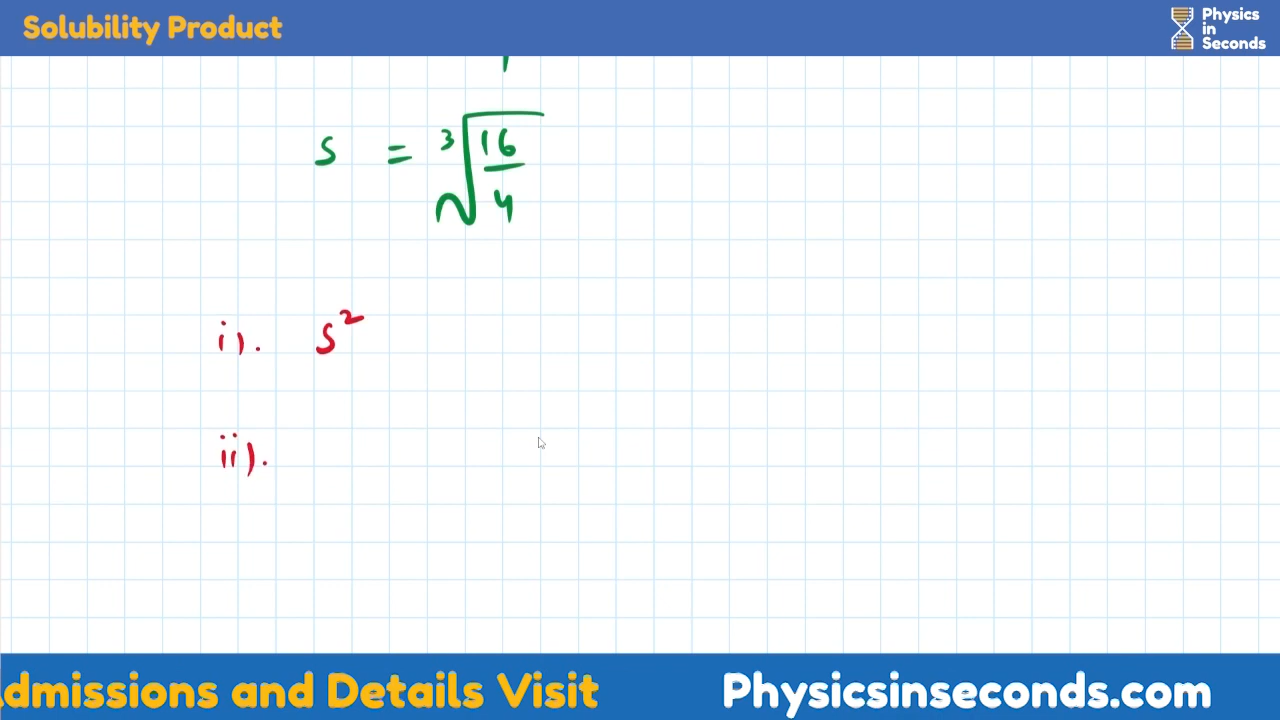 Solubility Product
Physics
in
Seconds
s = ³√16/4
i). s²
ii).
dmissions and Details Visit Physicsinseconds.com